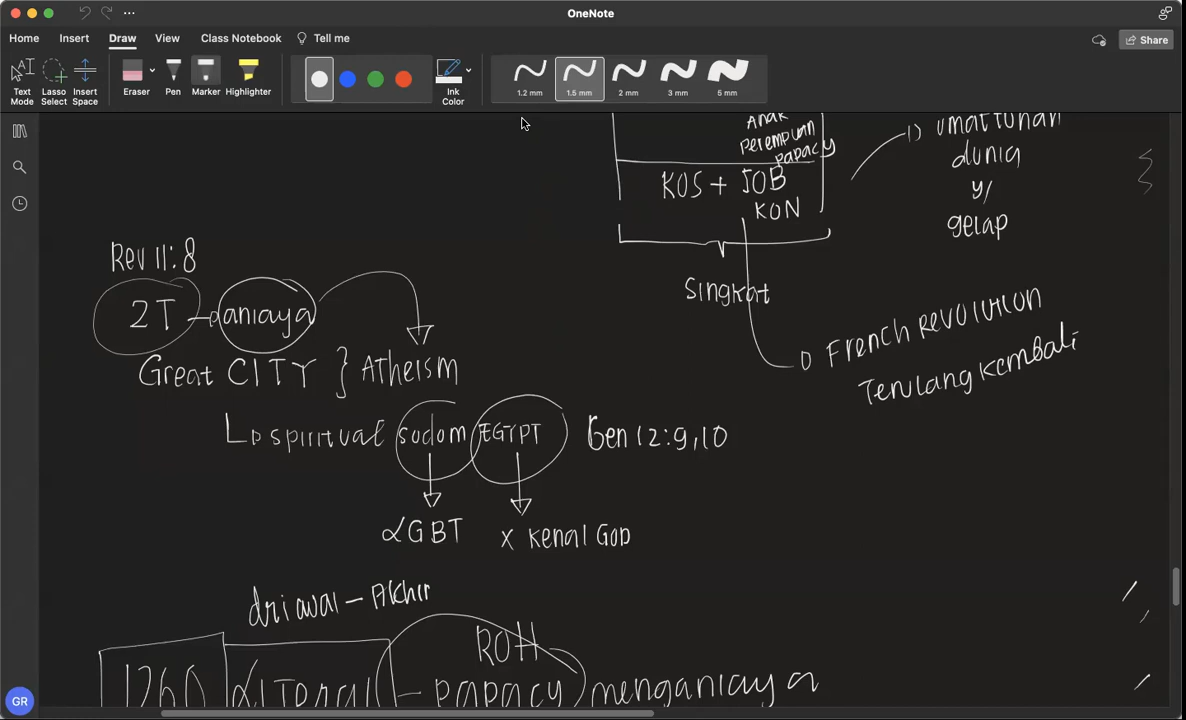 OneNote
Home Insert Draw View Class Notebook Tell me
Share
Text Mode
Lasso Select
Insert Space
Eraser
Pen
Marker
Highlighter
Ink Color
1.2 mm
1.5 mm
2 mm
3 mm
5 mm
Anak
Perempuan
papacy
KOS + JOB
KON
Singkat
1) umat Tuhan
dunia
y/
gelap
French Revolution
Terulang Kembali
Rev 11:8
2T aniaya
Great CITY } Atheism
spiritual sodom EGYPT Gen 12:9,10
LGBT x Kenal GOD
dri awal - Akhir
1260 Literal - ROH
papacy menganiaya
GR